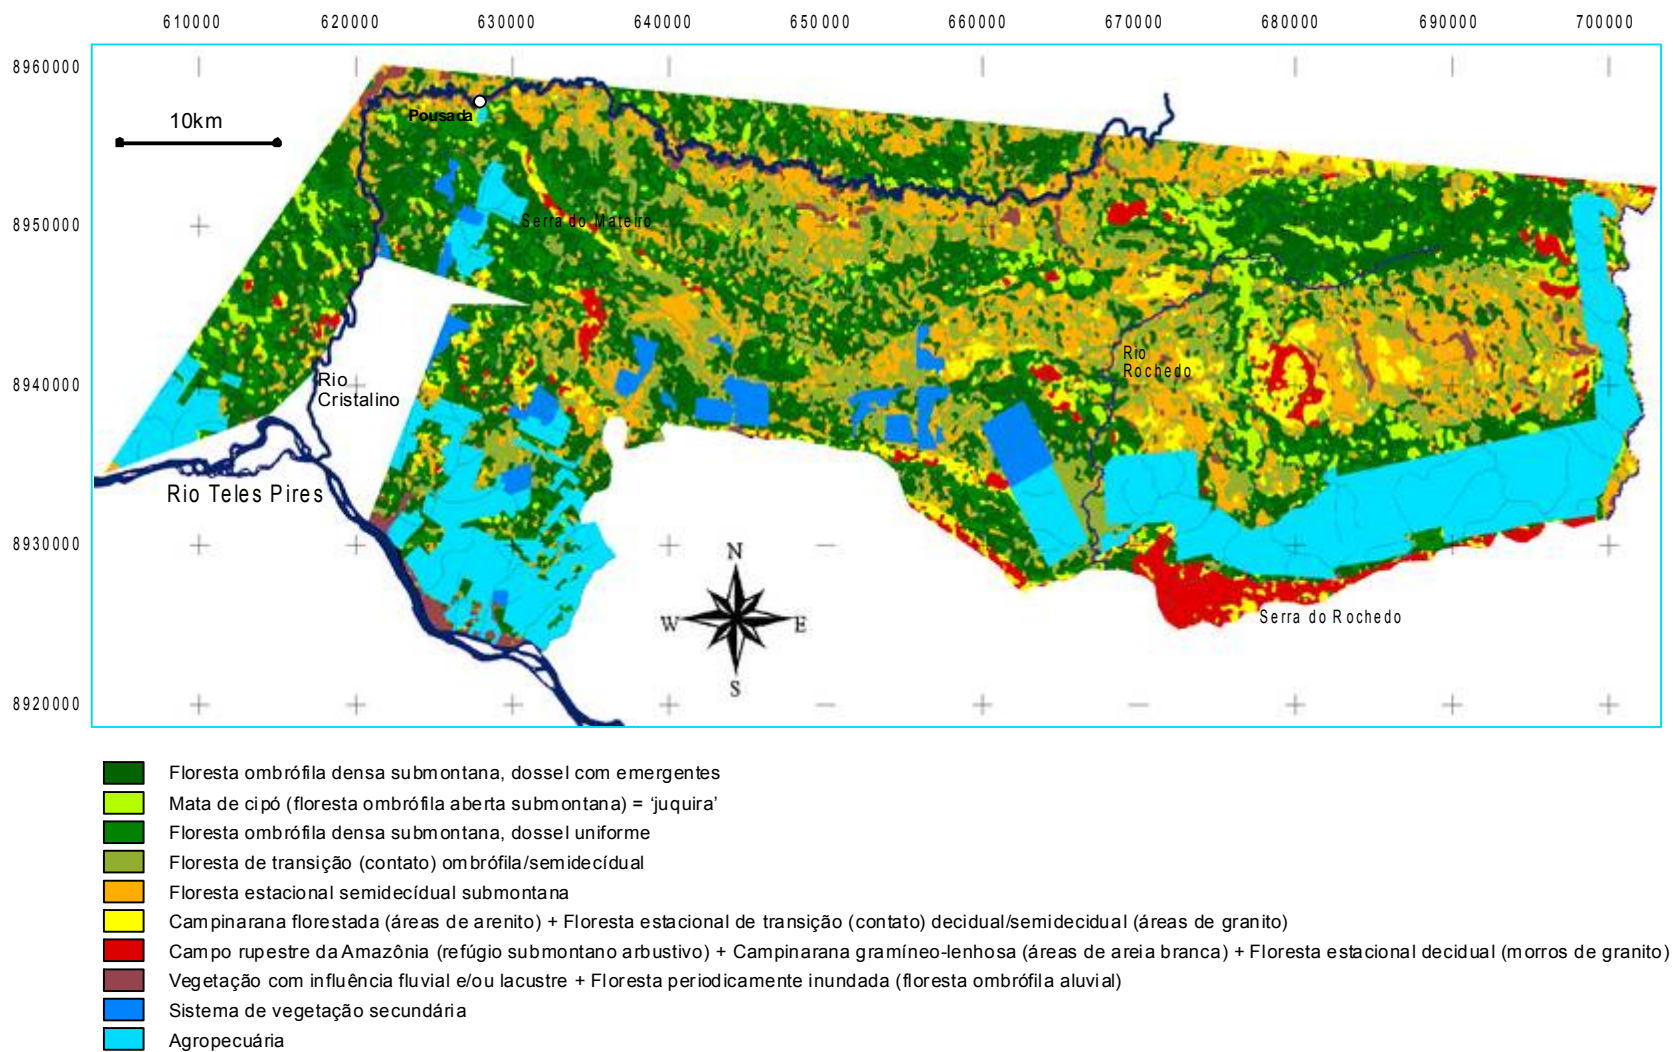 610000 620000 630000 640000 650000 660000 670000 680000 690000 700000
8960000
Pousada
10km
8950000
Serra do Mateiro
Rio
Rochedo
8940000
Rio
Cristalino
Rio Teles Pires
8930000
N
W E
S
Serra do Rochedo
8920000
Floresta ombrófila densa submontana, dossel com emergentes
Mata de cipó (floresta ombrófila aberta submontana) = ‘juquira’
Floresta ombrófila densa submontana, dossel uniforme
Floresta de transição (contato) ombrófila/semidecídual
Floresta estacional semidecídual submontana
Campinarana florestada (áreas de arenito) + Floresta estacional de transição (contato) decidual/semidecidual (áreas de granito)
Campo rupestre da Amazônia (refúgio submontano arbustivo) + Campinarana gramíneo-lenhosa (áreas de areia branca) + Floresta estacional decidual (morros de granito)
Vegetação com influência fluvial e/ou lacustre + Floresta periodicamente inundada (floresta ombrófila aluvial)
Sistema de vegetação secundária
Agropecuária